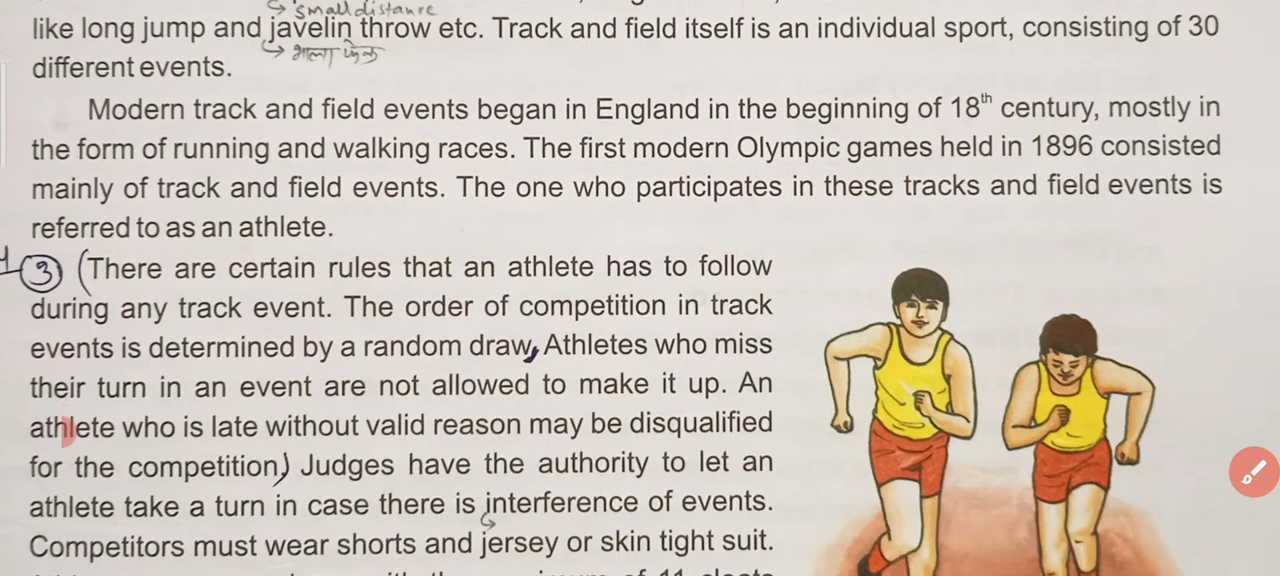 small distance
like long jump and javelin throw etc. Track and field itself is an individual sport, consisting of 30
भाला फेंक
different events.
Modern track and field events began in England in the beginning of 18th century, mostly in
the form of running and walking races. The first modern Olympic games held in 1896 consisted
mainly of track and field events. The one who participates in these tracks and field events is
referred to as an athlete.
3 (There are certain rules that an athlete has to follow
during any track event. The order of competition in track
events is determined by a random draw, Athletes who miss
their turn in an event are not allowed to make it up. An
athlete who is late without valid reason may be disqualified
for the competition) Judges have the authority to let an
athlete take a turn in case there is interference of events.
Competitors must wear shorts and jersey or skin tight suit.